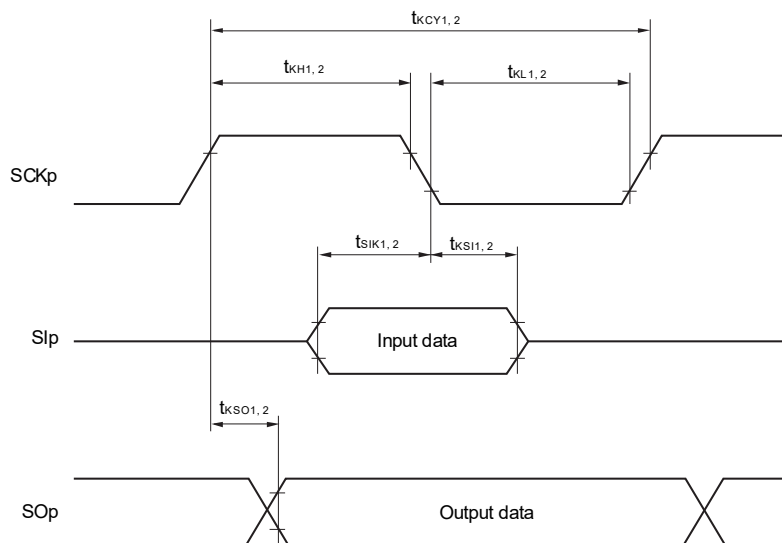 tKCY1, 2
tKH1, 2
tKL1, 2
SCKp
tSIK1, 2
tKSI1, 2
SIp
Input data
tKSO1, 2
SOp
Output data